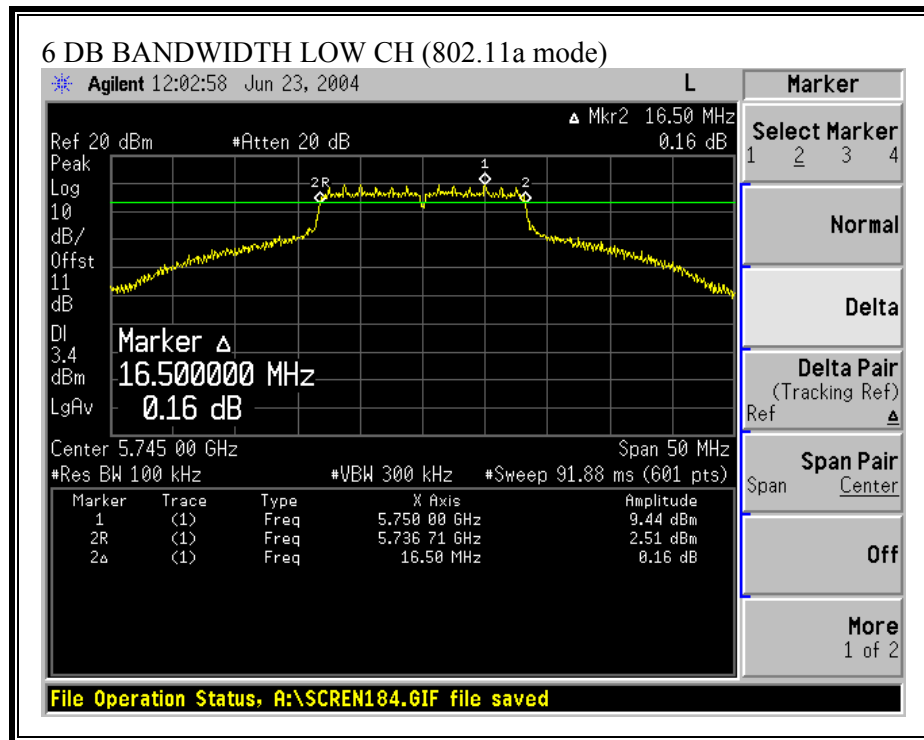 6 DB BANDWIDTH LOW CH (802.11a mode)
Agilent 12:02:58 Jun 23, 2004 L
Δ Mkr2 16.50 MHz
Ref 20 dBm #Atten 20 dB 0.16 dB
Peak
Log
10
dB/
Offst
11
dB
DI
3.4
dBm
LgAv
1
2R
2
Marker Δ
16.500000 MHz
0.16 dB
Center 5.745 00 GHz Span 50 MHz
#Res BW 100 kHz #VBW 300 kHz #Sweep 91.88 ms (601 pts)
Marker Trace Type X Axis Amplitude
1 (1) Freq 5.750 00 GHz 9.44 dBm
2R (1) Freq 5.736 71 GHz 2.51 dBm
2Δ (1) Freq 16.50 MHz 0.16 dB
File Operation Status, A:\SCREN184.GIF file saved
Marker
Select Marker
1 2 3 4
Normal
Delta
Delta Pair
(Tracking Ref)
Ref Δ
Span Pair
Span Center
Off
More
1 of 2